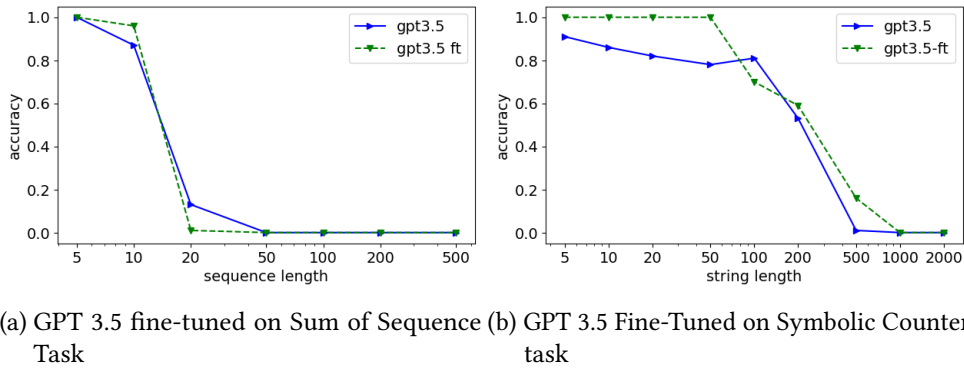 1.0
0.8
0.6
0.4
0.2
0.0
accuracy
gpt3.5
gpt3.5 ft
5 10 20 50 100 200 500
sequence length
1.0
0.8
0.6
0.4
0.2
0.0
accuracy
gpt3.5
gpt3.5-ft
5 10 20 50 100 200 500 1000 2000
string length
(a) GPT 3.5 fine-tuned on Sum of Sequence
Task
(b) GPT 3.5 Fine-Tuned on Symbolic Counter
task